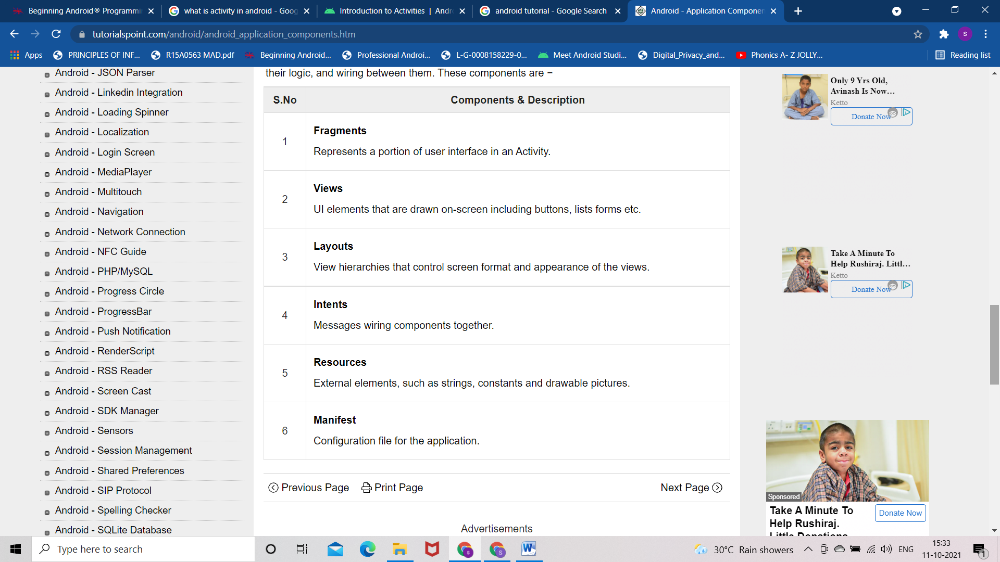 Beginning Android® Programmi
what is activity in android - Goog
Introduction to Activities | Andr
android tutorial - Google Search
Android - Application Componen
tutorialspoint.com/android/android_application_components.htm
S
Apps
PRINCIPLES OF INF...
R15A0563 MAD.pdf
Beginning Android...
Professional Androi...
L-G-0008158229-0...
Meet Android Studi...
Digital_Privacy_and...
Phonics A- Z JOLLY...
Reading list
Android - JSON Parser
Android - Linkedin Integration
Android - Loading Spinner
Android - Localization
Android - Login Screen
Android - MediaPlayer
Android - Multitouch
Android - Navigation
Android - Network Connection
Android - NFC Guide
Android - PHP/MySQL
Android - Progress Circle
Android - ProgressBar
Android - Push Notification
Android - RenderScript
Android - RSS Reader
Android - Screen Cast
Android - SDK Manager
Android - Sensors
Android - Session Management
Android - Shared Preferences
Android - SIP Protocol
Android - Spelling Checker
Android - SQLite Database
their logic, and wiring between them. These components are −
S.No
Components & Description
1
Fragments
Represents a portion of user interface in an Activity.
2
Views
UI elements that are drawn on-screen including buttons, lists forms etc.
3
Layouts
View hierarchies that control screen format and appearance of the views.
4
Intents
Messages wiring components together.
5
Resources
External elements, such as strings, constants and drawable pictures.
6
Manifest
Configuration file for the application.
Previous Page
Print Page
Next Page
Advertisements
Only 9 Yrs Old,
Avinash Is Now...
Ketto
Donate Now
Take A Minute To
Help Rushiraj. Littl...
Ketto
Donate Now
Sponsored
Take A Minute To
Help Rushiraj.
Little Donations
Donate Now
Type here to search
30°C Rain showers
ENG
15:33
11-10-2021
1